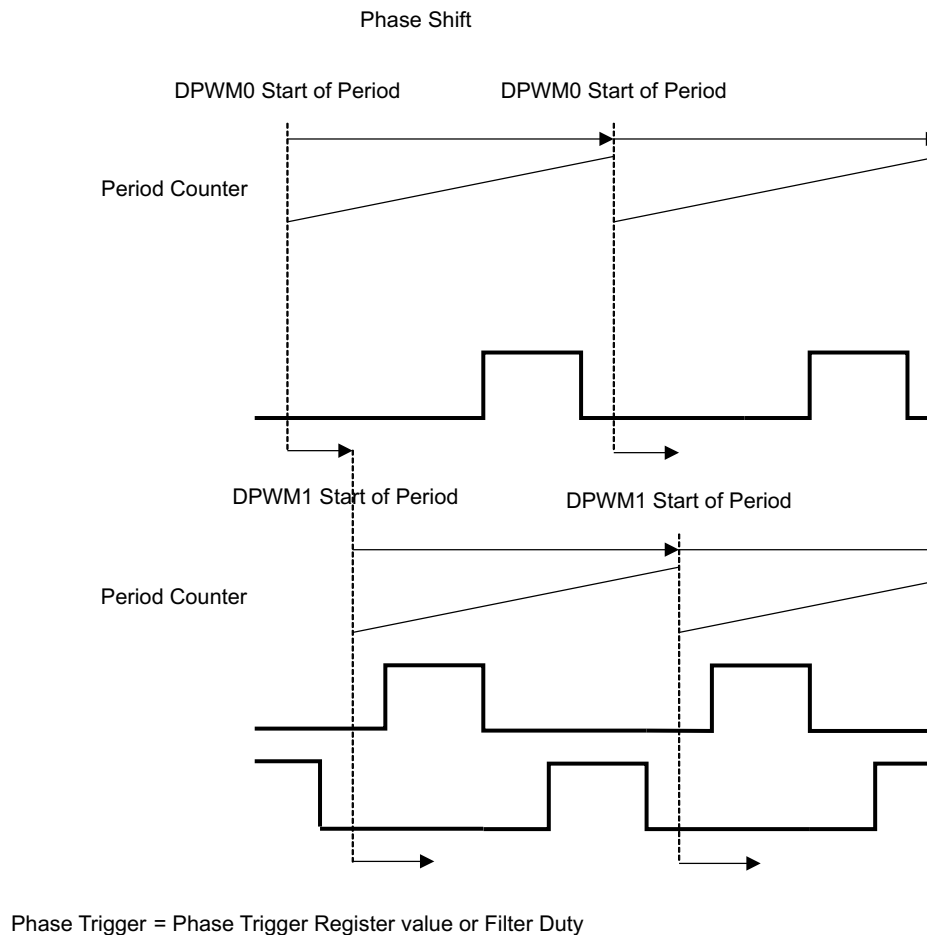 Phase Shift
DPWM0 Start of Period
DPWM0 Start of Period
Period Counter
DPWM1 Start of Period
DPWM1 Start of Period
Period Counter
Phase Trigger = Phase Trigger Register value or Filter Duty